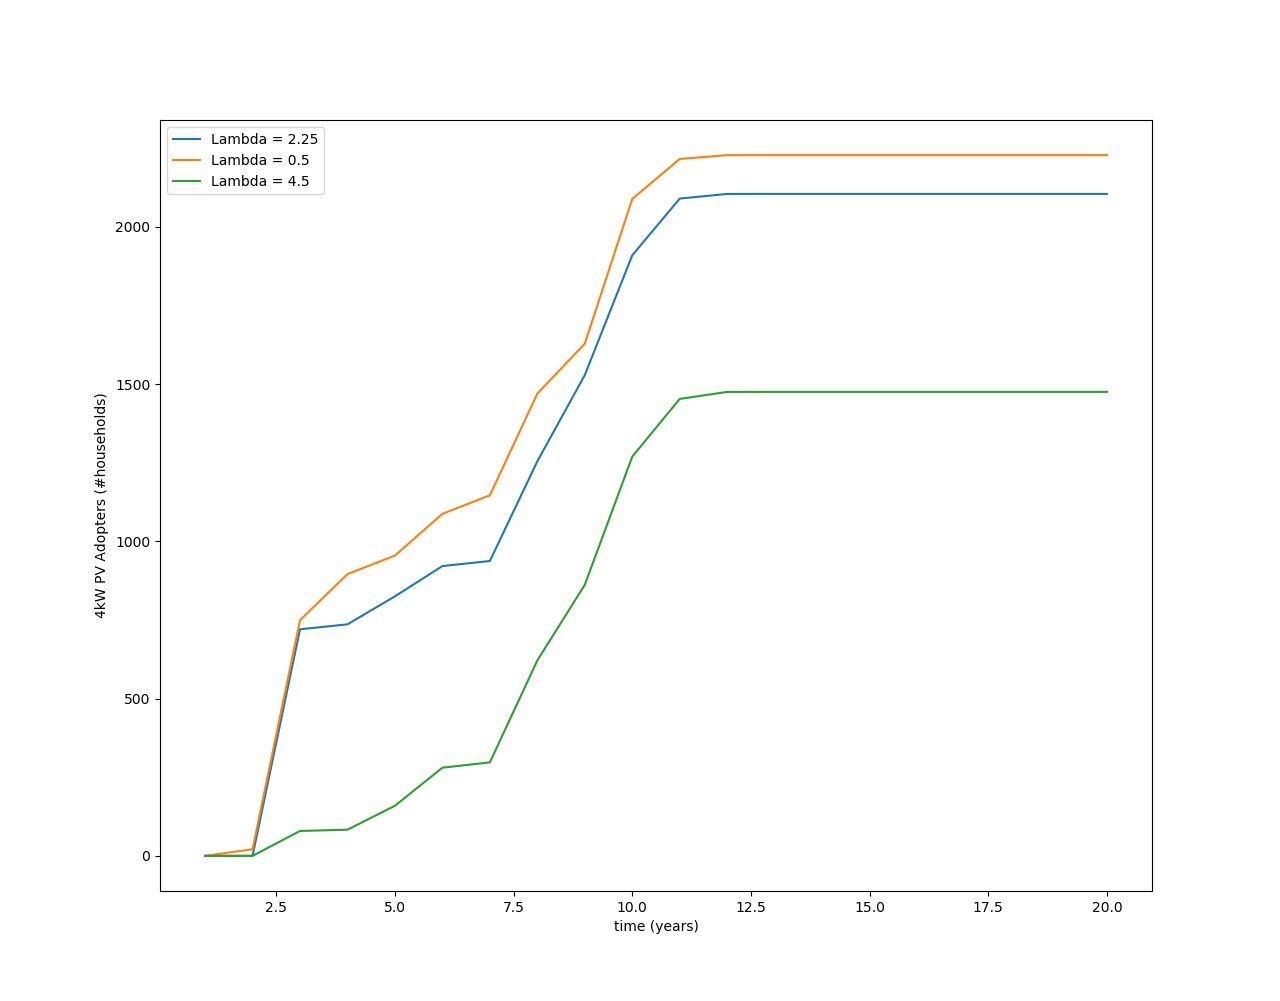 Lambda = 2.25
Lambda = 0.5
Lambda = 4.5
2000
1500
1000
500
0
4kW PV Adopters (#households)
2.5 5.0 7.5 10.0 12.5 15.0 17.5 20.0
time (years)